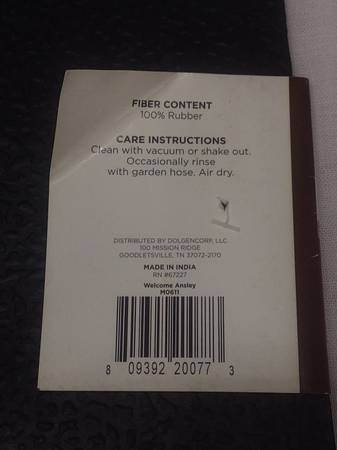 FIBER CONTENT
100% Rubber
CARE INSTRUCTIONS
Clean with vacuum or shake out.
Occasionally rinse
with garden hose. Air dry.
DISTRIBUTED BY DOLGENCORP, LLC
100 MISSION RIDGE
GOODLETSVILLE, TN 37072-2170
MADE IN INDIA
RN #67227
Welcome Ansley
M0611
8 09392 20077 3